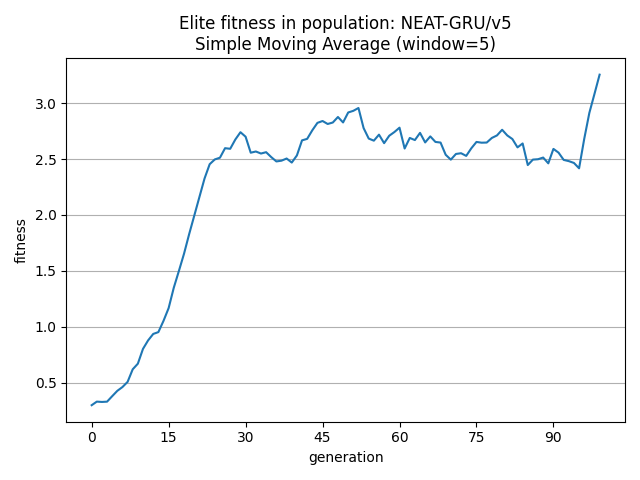 Elite fitness in population: NEAT-GRU/v5
Simple Moving Average (window=5)
fitness
3.0
2.5
2.0
1.5
1.0
0.5
0 15 30 45 60 75 90
generation